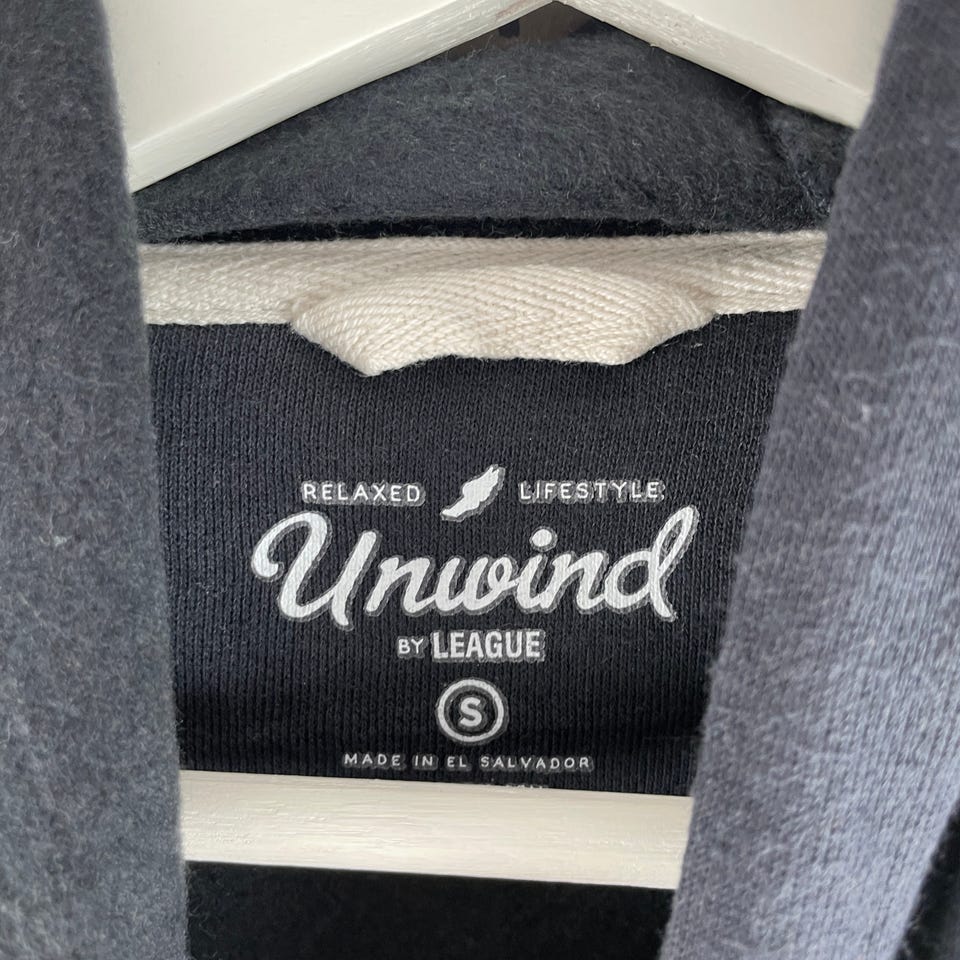 RELAXED LIFESTYLE
Unwind
BY LEAGUE
S
MADE IN EL SALVADOR